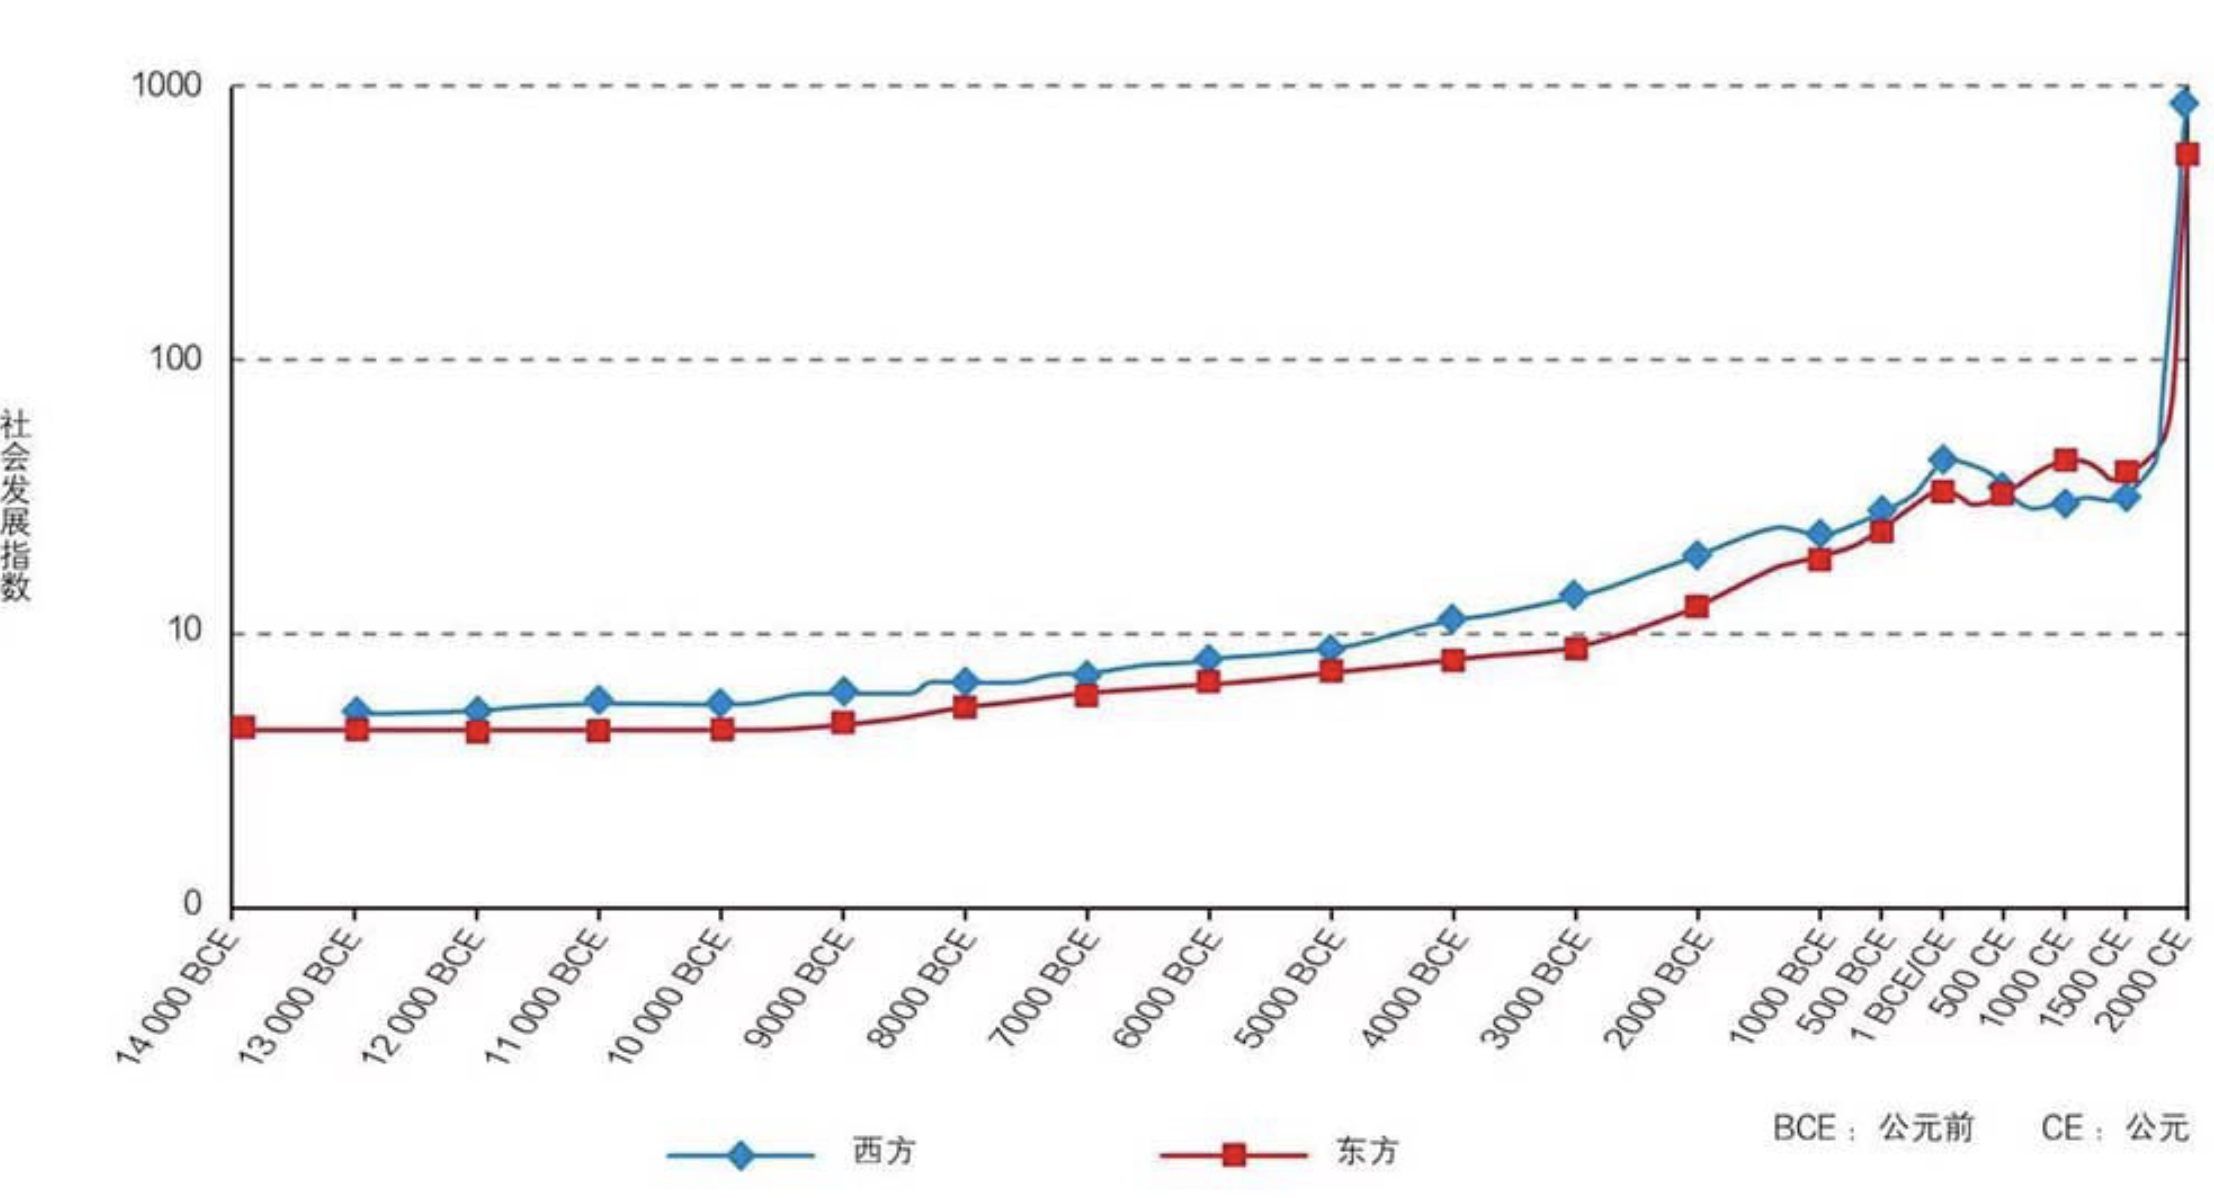 1000
100
10
0
社会发展指数
14 000 BCE
13 000 BCE
12 000 BCE
11 000 BCE
10 000 BCE
9000 BCE
8000 BCE
7000 BCE
6000 BCE
5000 BCE
4000 BCE
3000 BCE
2000 BCE
1000 BCE
500 BCE
1 BCE/CE
500 CE
1000 CE
1500 CE
2000 CE
BCE：公元前 CE：公元
西方 东方